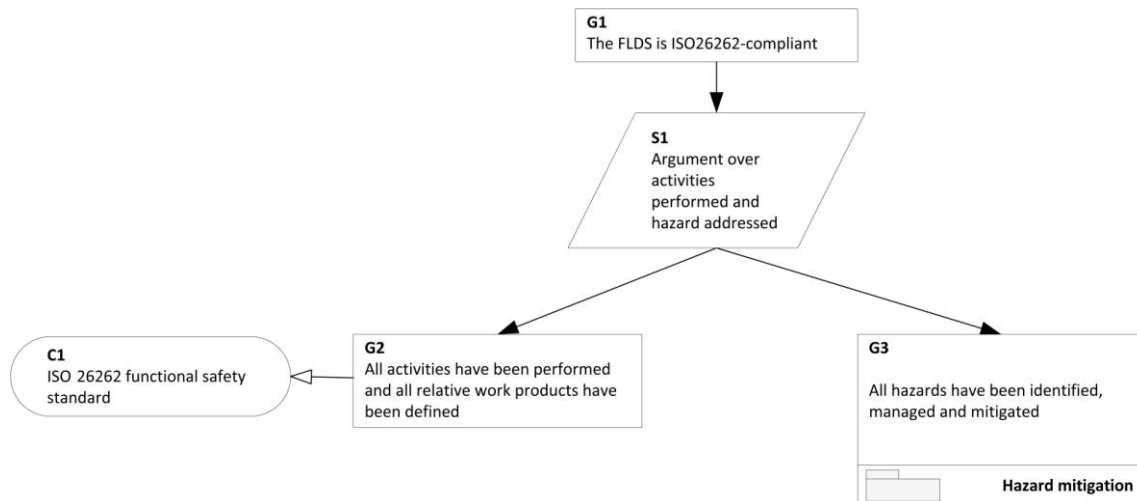 G1
The FLDS is ISO26262-compliant
S1
Argument over
activities
performed and
hazard addressed
C1
ISO 26262 functional safety
standard
G2
All activities have been performed
and all relative work products have
been defined
G3
All hazards have been identified,
managed and mitigated
Hazard mitigation